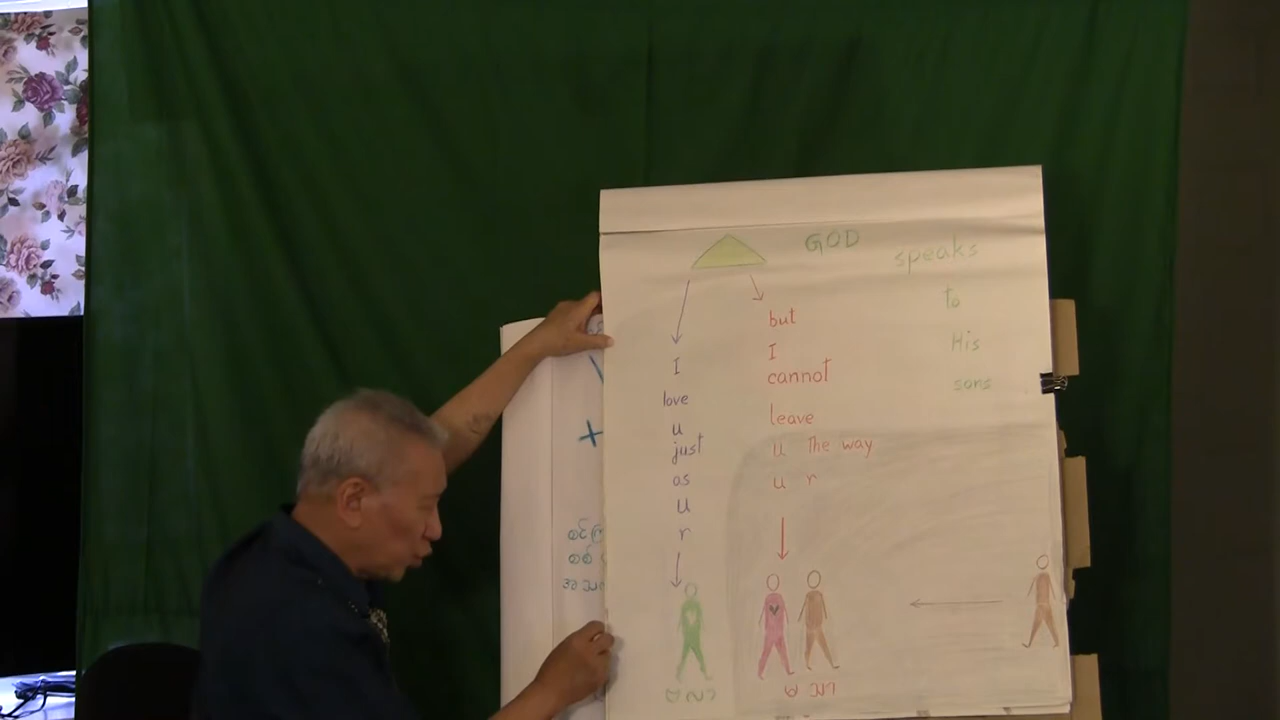 GOD
speaks
to
His
sons
I
love
u
just
as
u
r
but
I
cannot
leave
u The way
u r